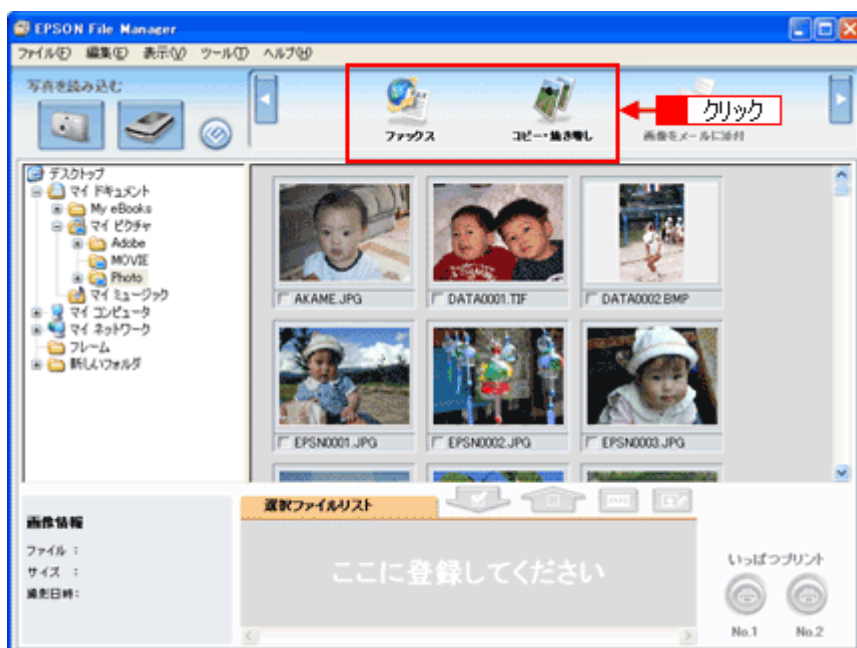 EPSON File Manager
ファイル(F) 編集(E) 表示(V) ツール(T) ヘルプ(H)
写真を読み込む
ファックス
コピー・焼き増し
画像をメールに添付
クリック
デスクトップ
マイ ドキュメント
My eBooks
マイ ピクチャ
Adobe
MOVIE
Photo
マイ ミュージック
マイ コンピュータ
マイ ネットワーク
フレーム
新しいフォルダ
AKAME.JPG
DATA0001.TIF
DATA0002.BMP
EPSN0001.JPG
EPSN0002.JPG
EPSN0003.JPG
選択ファイルリスト
画像情報
ファイル :
サイズ :
撮影日時:
ここに登録してください
いっぱつプリント
No.1 No.2